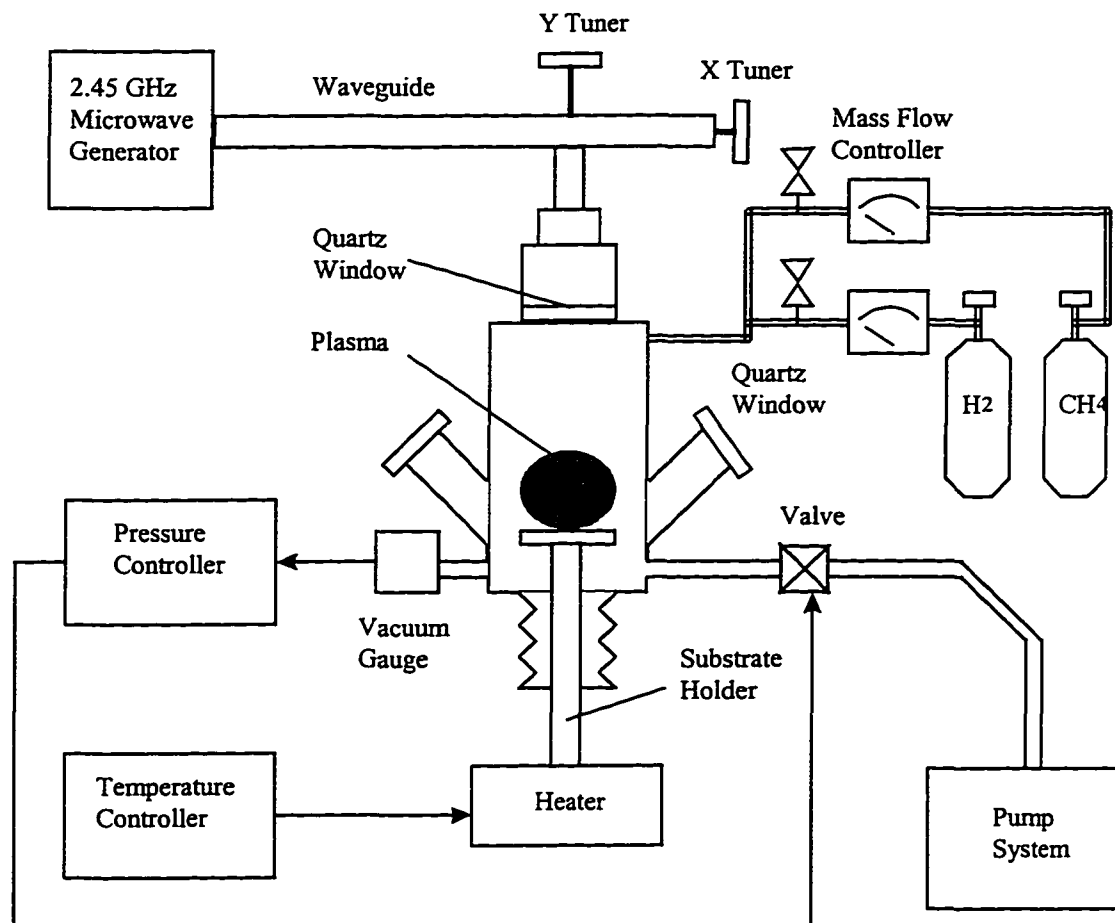 Y Tuner
X Tuner
2.45 GHz
Microwave
Generator
Waveguide
Mass Flow
Controller
Quartz
Window
Plasma
Quartz
Window
H2
CH4
Pressure
Controller
Valve
Vacuum
Gauge
Substrate
Holder
Temperature
Controller
Heater
Pump
System